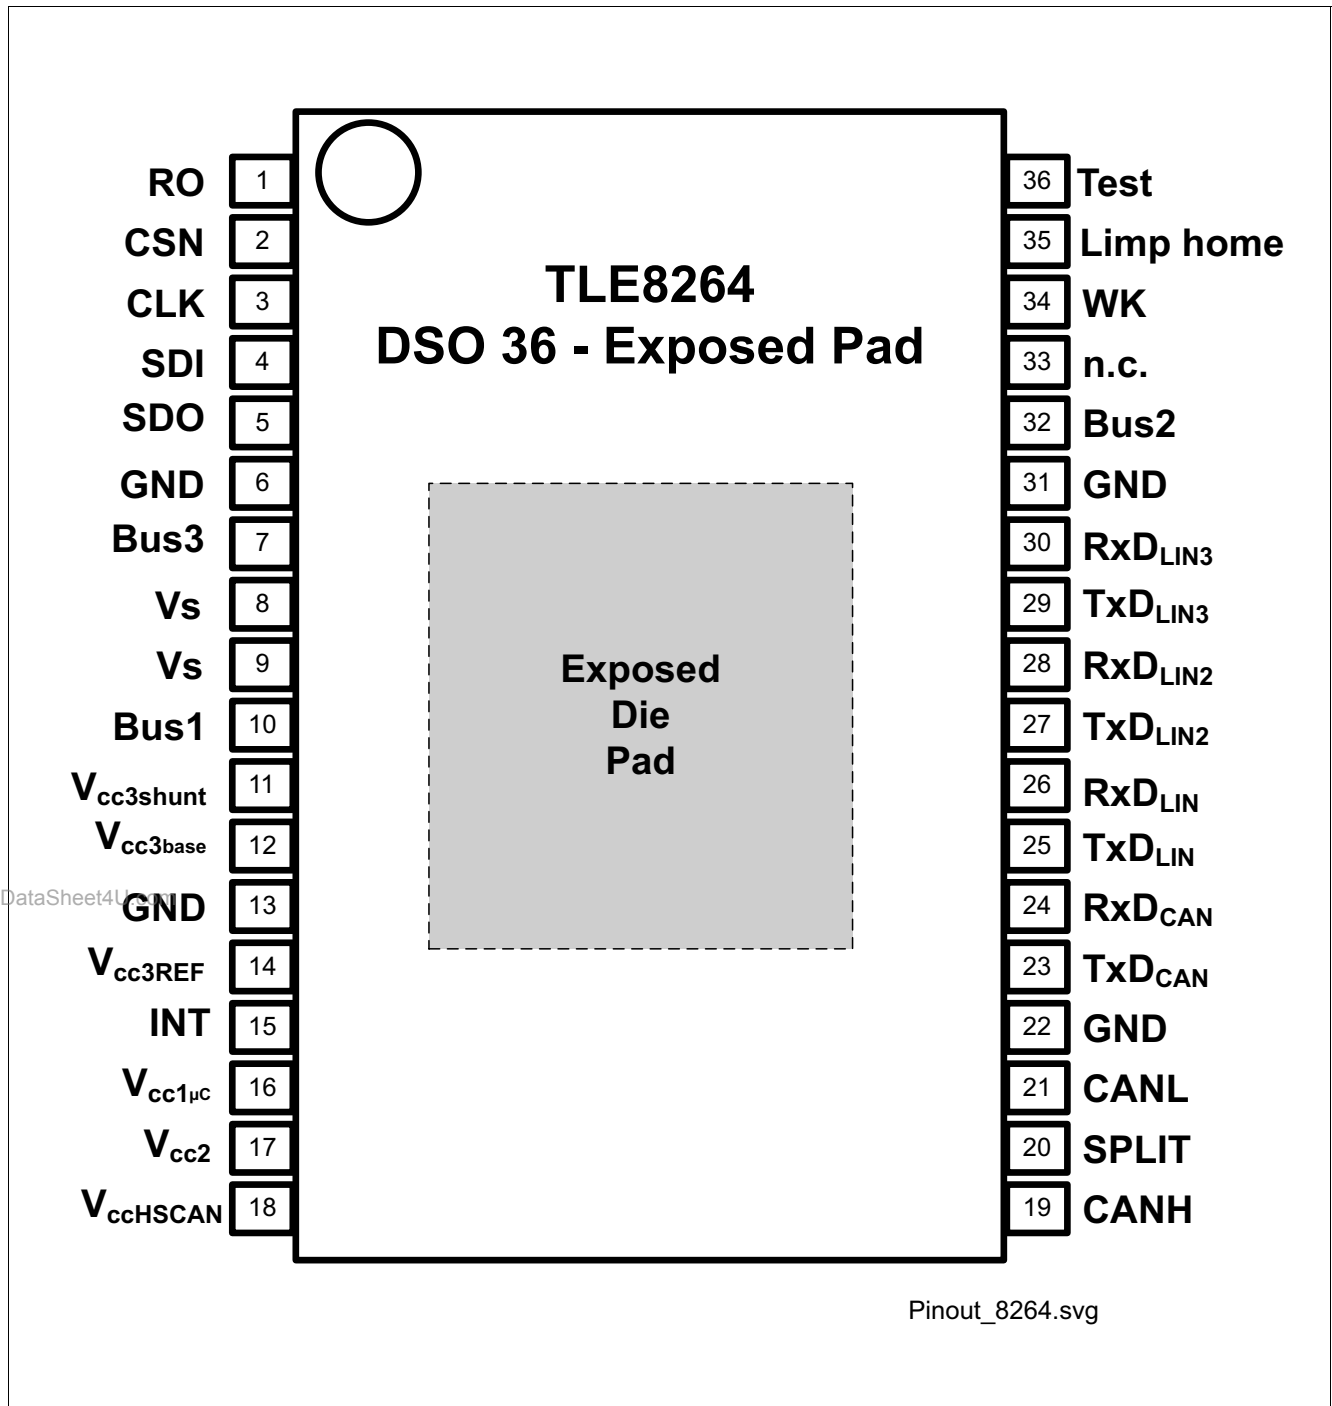 RO 1
CSN 2
CLK 3
SDI 4
SDO 5
GND 6
Bus3 7
Vs 8
Vs 9
Bus1 10
Vcc3shunt 11
Vcc3base 12
DataSheet4U.com
GND 13
Vcc3REF 14
INT 15
Vcc1µC 16
Vcc2 17
VccHSCAN 18
TLE8264
DSO 36 - Exposed Pad
Exposed
Die
Pad
36 Test
35 Limp home
34 WK
33 n.c.
32 Bus2
31 GND
30 RxDLIN3
29 TxDLIN3
28 RxDLIN2
27 TxDLIN2
26 RxDLIN
25 TxDLIN
24 RxDCAN
23 TxDCAN
22 GND
21 CANL
20 SPLIT
19 CANH
Pinout_8264.svg